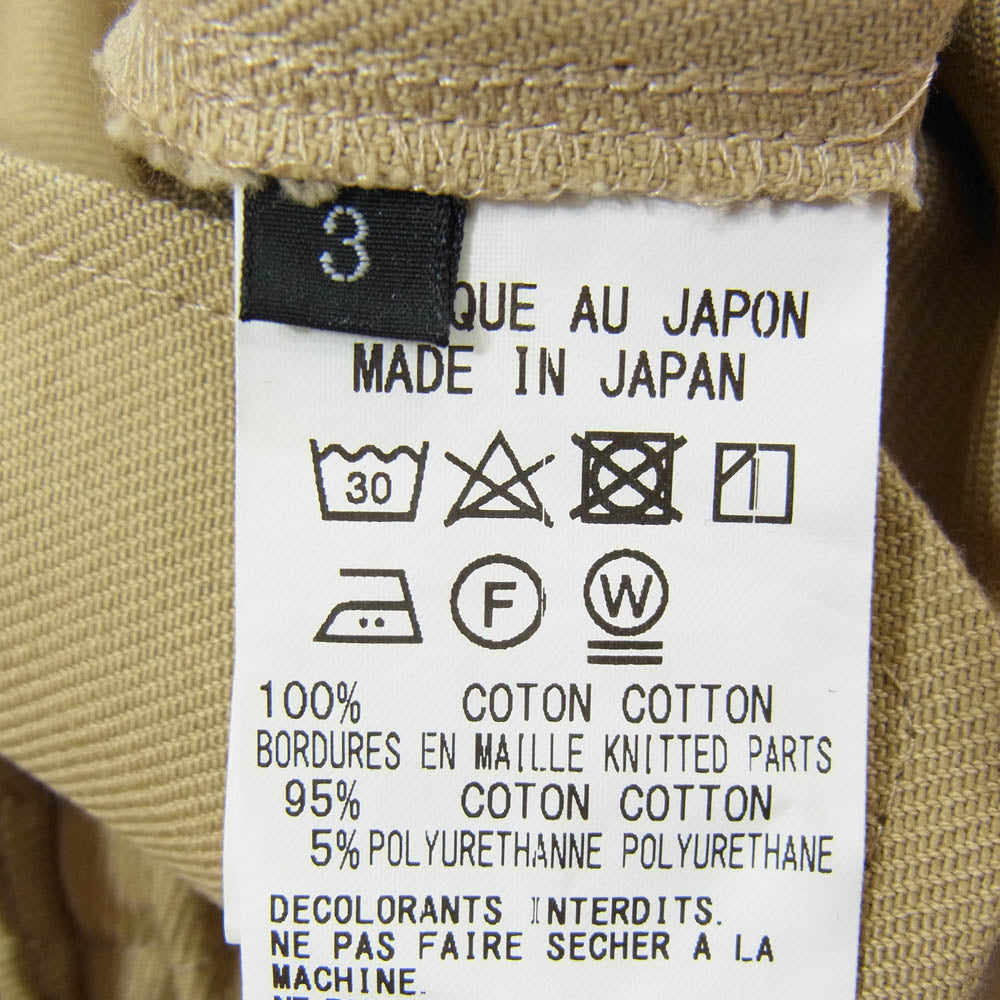 3
QUE AU JAPON
MADE IN JAPAN
30
F
W
100% COTON COTTON
BORDURES EN MAILLE KNITTED PARTS
95% COTON COTTON
5% POLYURETHANNE POLYURETHANE
DECOLORANTS INTERDITS.
NE PAS FAIRE SECHER A LA
MACHINE.